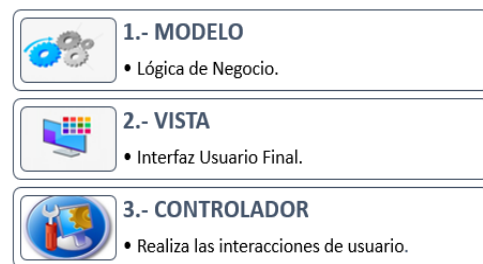 1.- MODELO
• Lógica de Negocio.
2.- VISTA
• Interfaz Usuario Final.
3.- CONTROLADOR
• Realiza las interacciones de usuario.